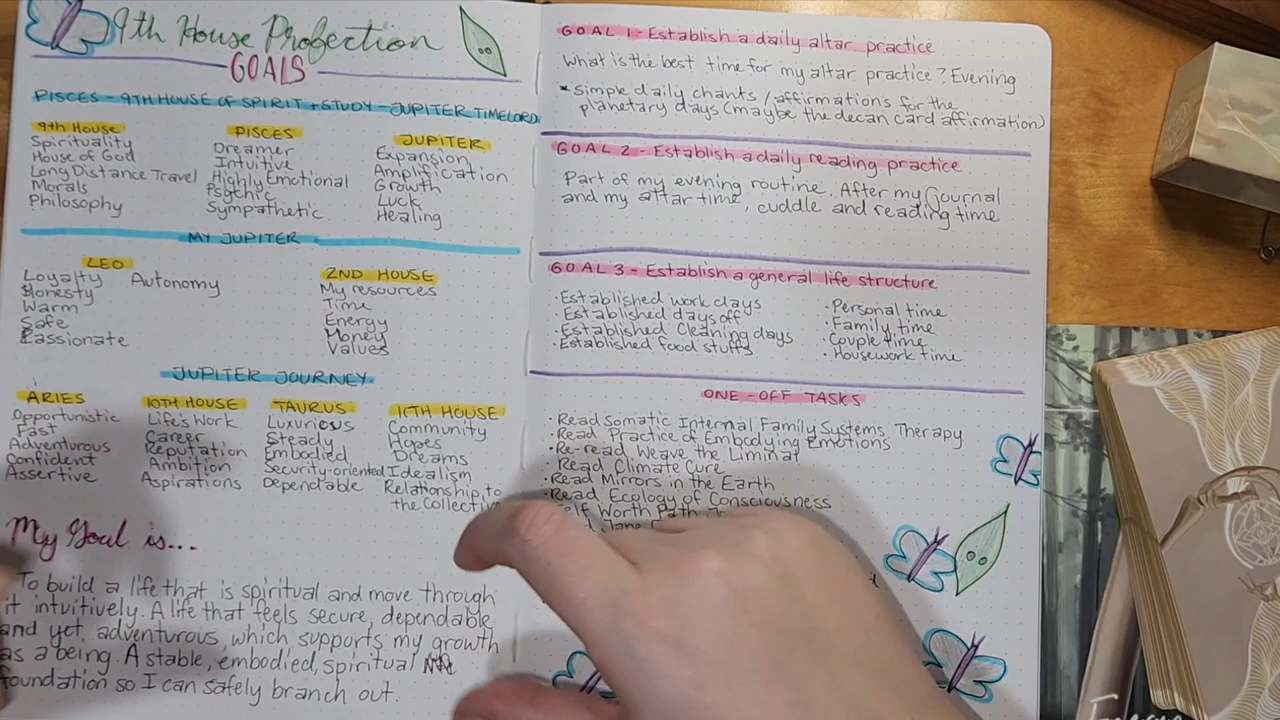 9th House Profection
GOALS
PISCES - 9TH HOUSE OF SPIRIT + STUDY - JUPITER TIMELORD
9th House
Spirituality
House of God
Long Distance Travel
Morals
Philosophy
PISCES
Dreamer
Intuitive
Highly Emotional
Psychic
Sympathetic
JUPITER
Expansion
Amplification
Growth
Luck
Healing
MY JUPITER
LEO
Loyalty Autonomy
Honesty
Warm
Safe
Passionate
2ND HOUSE
My resources
Time
Energy
Money
Values
JUPITER JOURNEY
ARIES
Opportunistic
Fast
Adventurous
Confident
Assertive
10TH HOUSE
Life's Work
Career
Reputation
Ambition
Aspirations
TAURUS
Luxurious
Steady
Embodied
Security-oriented
Dependable
11TH HOUSE
Community
Hopes
Dreams
Idealism
Relationship to
the Collective
My Goal is...
To build a life that is spiritual and move through
it intuitively. A life that feels secure, dependable
and yet, adventurous, which supports my growth
as a being. A stable, embodied, spiritual
foundation so I can safely branch out.
GOAL 1 - Establish a daily altar practice
What is the best time for my altar practice? Evening
* simple daily chants / affirmations for the
planetary days (maybe the decan card affirmation)
GOAL 2 - Establish a daily reading practice
Part of my evening routine. After my journal
and my altar time, cuddle and reading time
GOAL 3 - Establish a general life structure
· Established work days
· Established days off
· Established Cleaning days
· Established food stuffs
· Personal time
· Family time
· Couple time
· Housework time
ONE-OFF TASKS
· Read Somatic Internal Family Systems Therapy
· Read Practice of Embodying Emotions
· Re-read Weave the Liminal
· Read Climate Cure
· Read Mirrors in the Earth
· Read Ecology of Consciousness
Self Worth Path